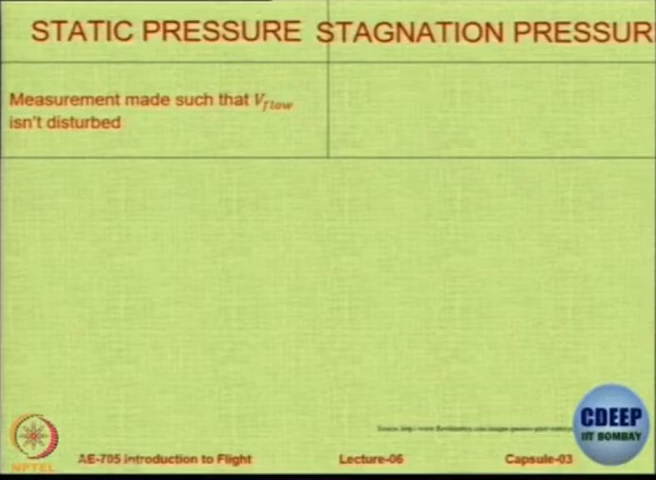 STATIC PRESSURE
STAGNATION PRESSUR
Measurement made such that V_flow
isn't disturbed
CDEEP
IIT BOMBAY
NPTEL
AE-705 Introduction to Flight
Lecture-06
Capsule-03